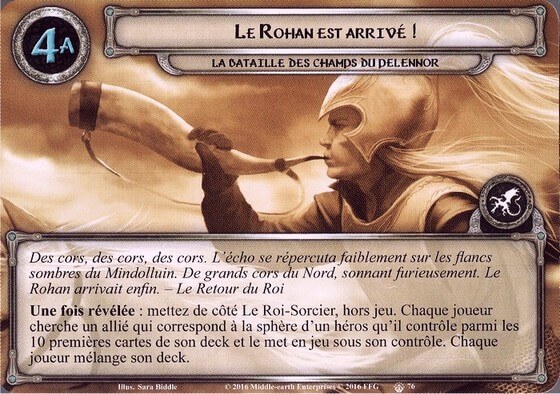 4A
LE ROHAN EST ARRIVÉ !
LA BATAILLE DES CHAMPS DU PELENNOR
Des cors, des cors, des cors. L'écho se répercuta faiblement sur les flancs
sombres du Mindolluin. De grands cors du Nord, sonnant furieusement. Le
Rohan arrivait enfin. – Le Retour du Roi
Une fois révélée : mettez de côté Le Roi-Sorcier, hors jeu. Chaque joueur
cherche un allié qui correspond à la sphère d'un héros qu'il contrôle parmi les
10 premières cartes de son deck et le met en jeu sous son contrôle. Chaque
joueur mélange son deck.
Illus. Sara Biddle © 2016 Middle-earth Enterprises © 2016 FFG 76